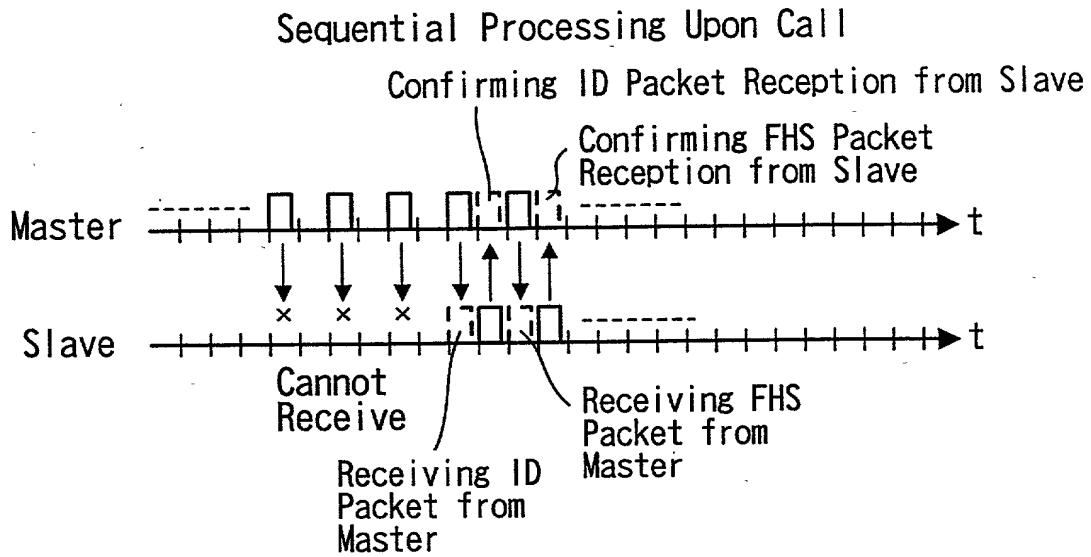 Sequential Processing Upon Call
Confirming ID Packet Reception from Slave
Confirming FHS Packet
Reception from Slave
Master
t
× × ×
Slave
t
Cannot
Receive
Receiving FHS
Packet from
Master
Receiving ID
Packet from
Master